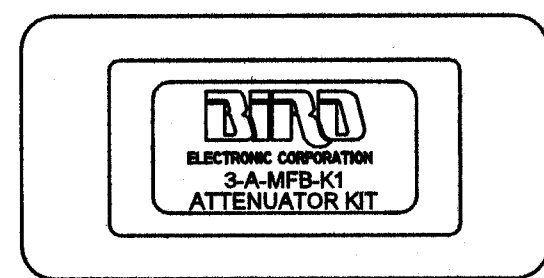 BIRD
ELECTRONIC CORPORATION
3-A-MFB-K1
ATTENUATOR KIT